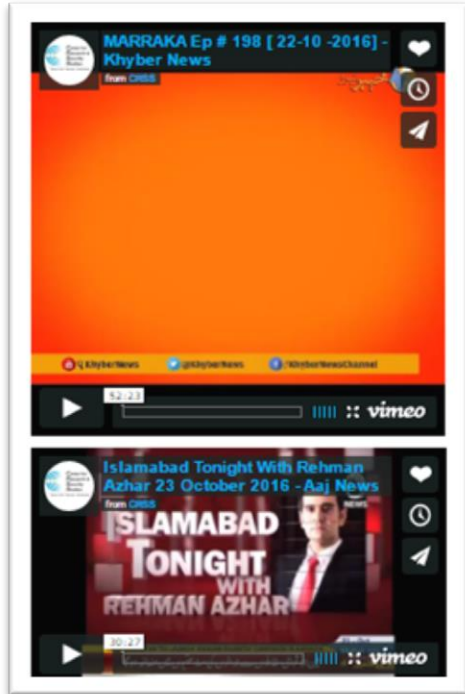 MARRAKA Ep # 198 [ 22-10 -2016] -
Khyber News
from CRSS
KhyberNews
@KhyberNews
/KhyberNewsChannel
52:23
vimeo
Islamabad Tonight With Rehman
Azhar 23 October 2016 - Aaj News
from CRSS
NEWS
ISLAMABAD
TONIGHT
WITH
REHMAN AZHAR
30:27
vimeo